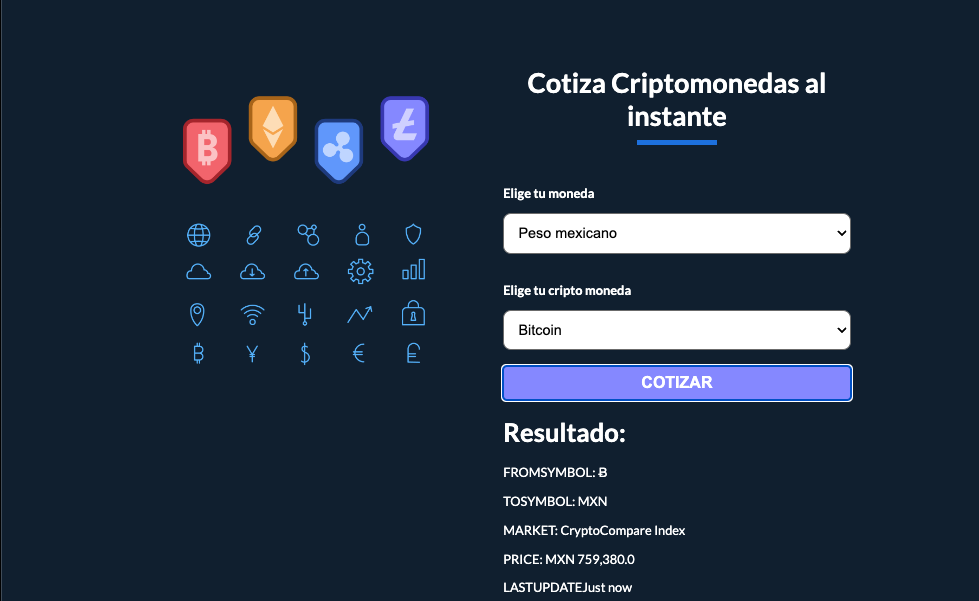 Cotiza Criptomonedas al
instante
Elige tu moneda
Peso mexicano
Elige tu cripto moneda
Bitcoin
COTIZAR
Resultado:
FROMSYMBOL: Ƀ
TOSYMBOL: MXN
MARKET: CryptoCompare Index
PRICE: MXN 759,380.0
LASTUPDATEJust now